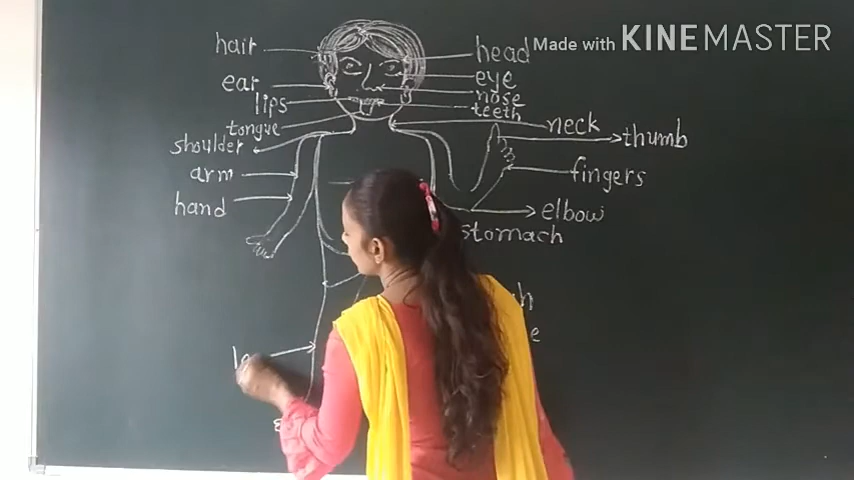 Made with KINEMASTER
hair
head
ear
eye
lips
nose
teeth
tongue
neck
thumb
shoulder
arm
fingers
hand
elbow
stomach